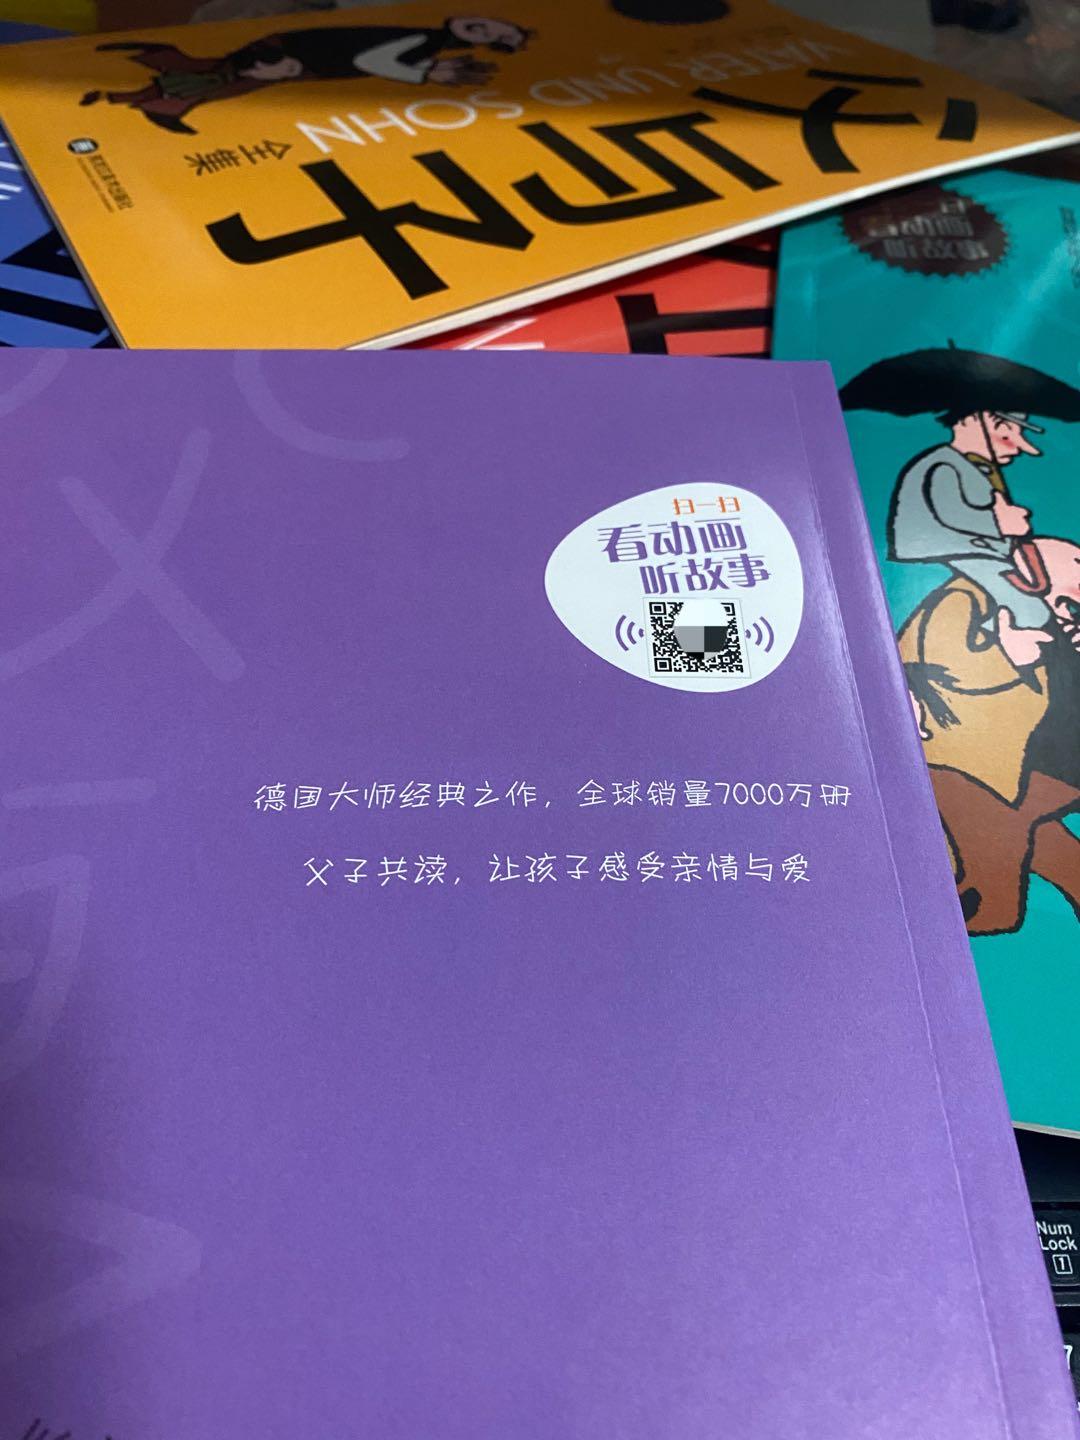 父与子
VATER UND SOHN
全集
扫一扫
看动画
听故事
德国大师经典之作，全球销量7000万册
父子共读，让孩子感受亲情与爱
Num
Lock
1
7